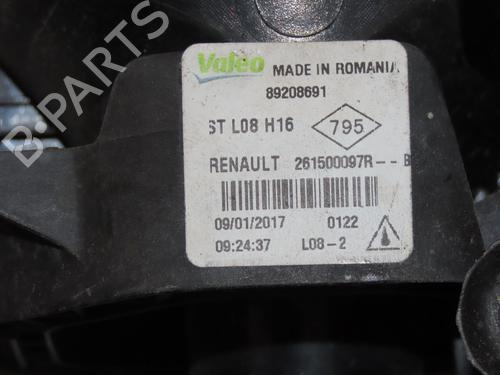 Valeo MADE IN ROMANIA
89208691
ST L08 H16 795
RENAULT 261500097R--B
09/01/2017 0122
09:24:37 L08-2
B-PARTS